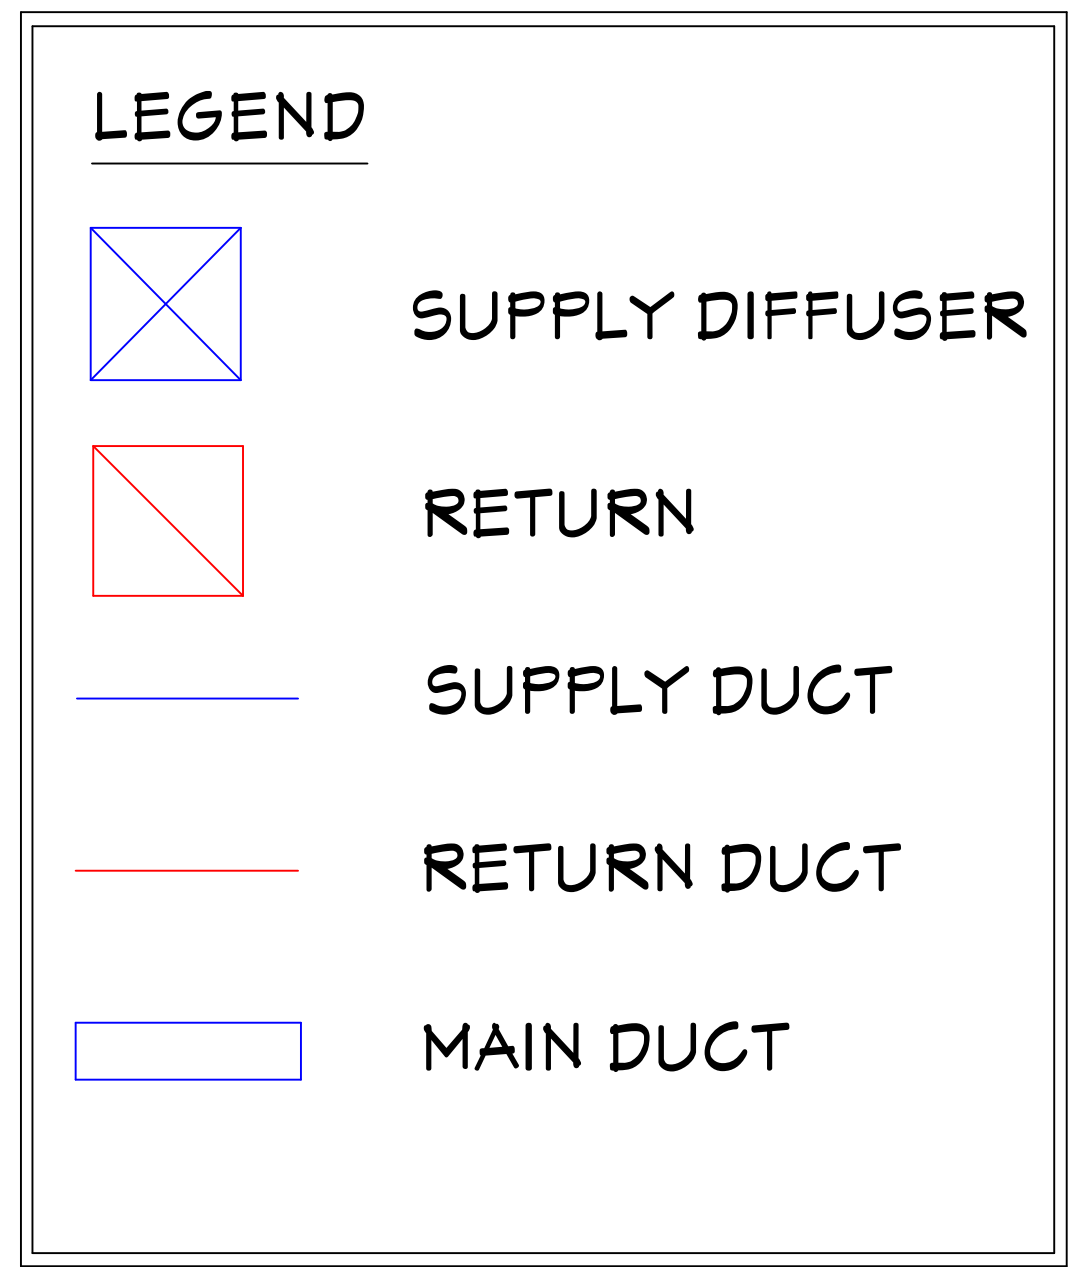 LEGEND
SUPPLY DIFFUSER
RETURN
SUPPLY DUCT
RETURN DUCT
MAIN DUCT